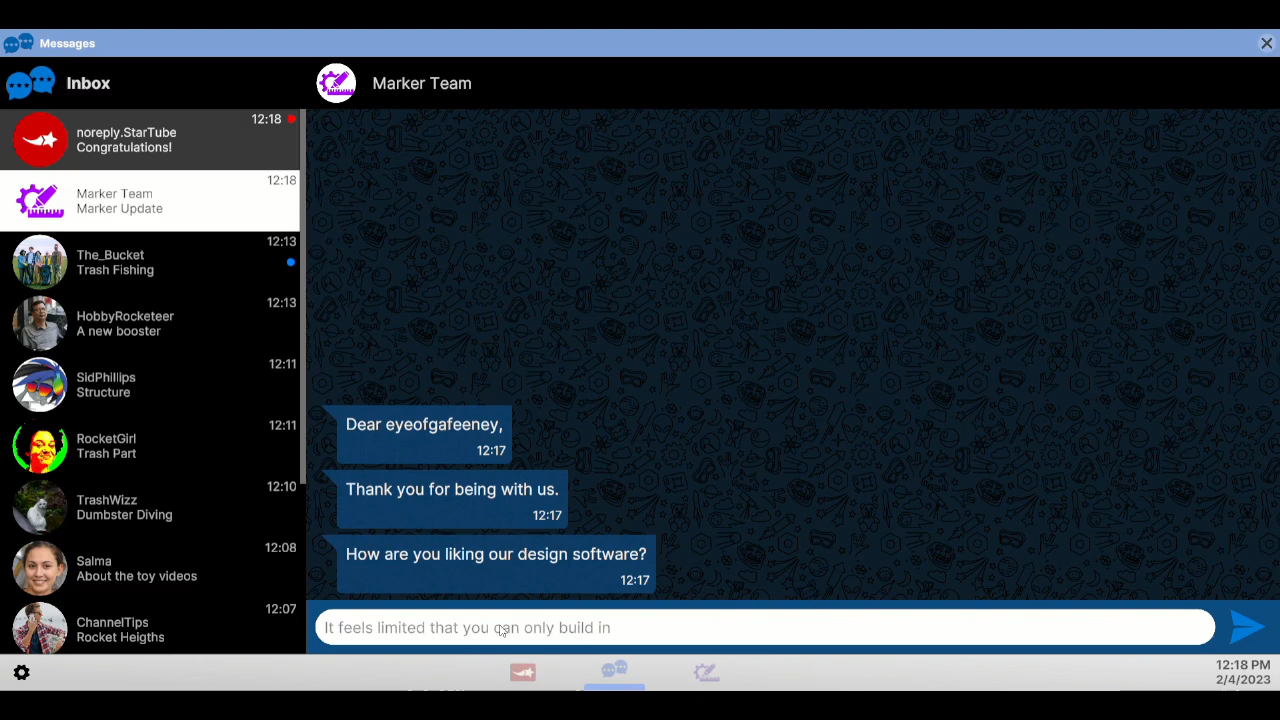 Messages
Inbox
Marker Team
noreply.StarTube
Congratulations!
12:18
Marker Team
Marker Update
12:18
The_Bucket
Trash Fishing
12:13
HobbyRocketeer
A new booster
12:13
SidPhillips
Structure
12:11
RocketGirl
Trash Part
12:11
TrashWizz
Dumbster Diving
12:10
Salma
About the toy videos
12:08
ChannelTips
Rocket Heigths
12:07
Dear eyeofgafeeney,
12:17
Thank you for being with us.
12:17
How are you liking our design software?
12:17
It feels limited that you can only build in
12:18 PM
2/4/2023